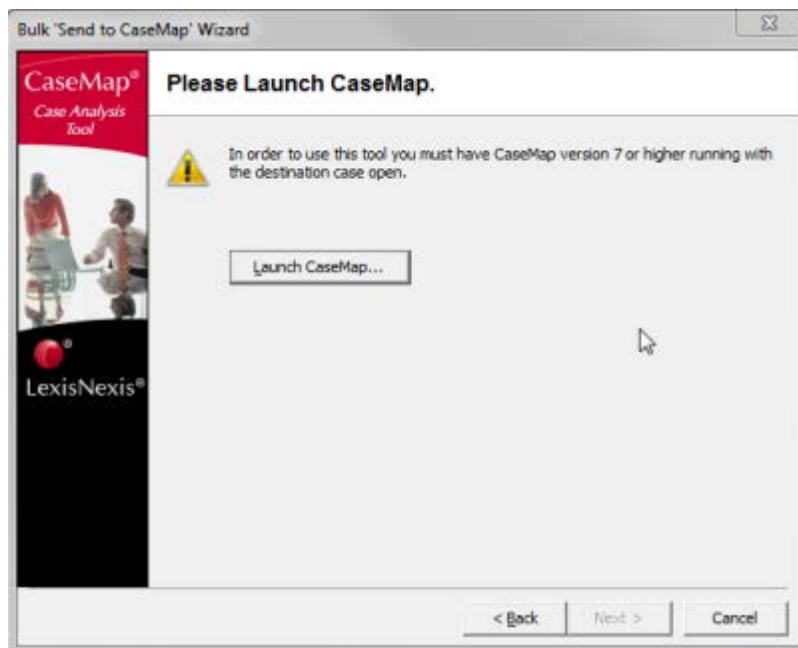 Bulk 'Send to CaseMap' Wizard
CaseMap®
Case Analysis
Tool
Please Launch CaseMap.
In order to use this tool you must have CaseMap version 7 or higher running with
the destination case open.
Launch CaseMap...
LexisNexis®
< Back
Next >
Cancel